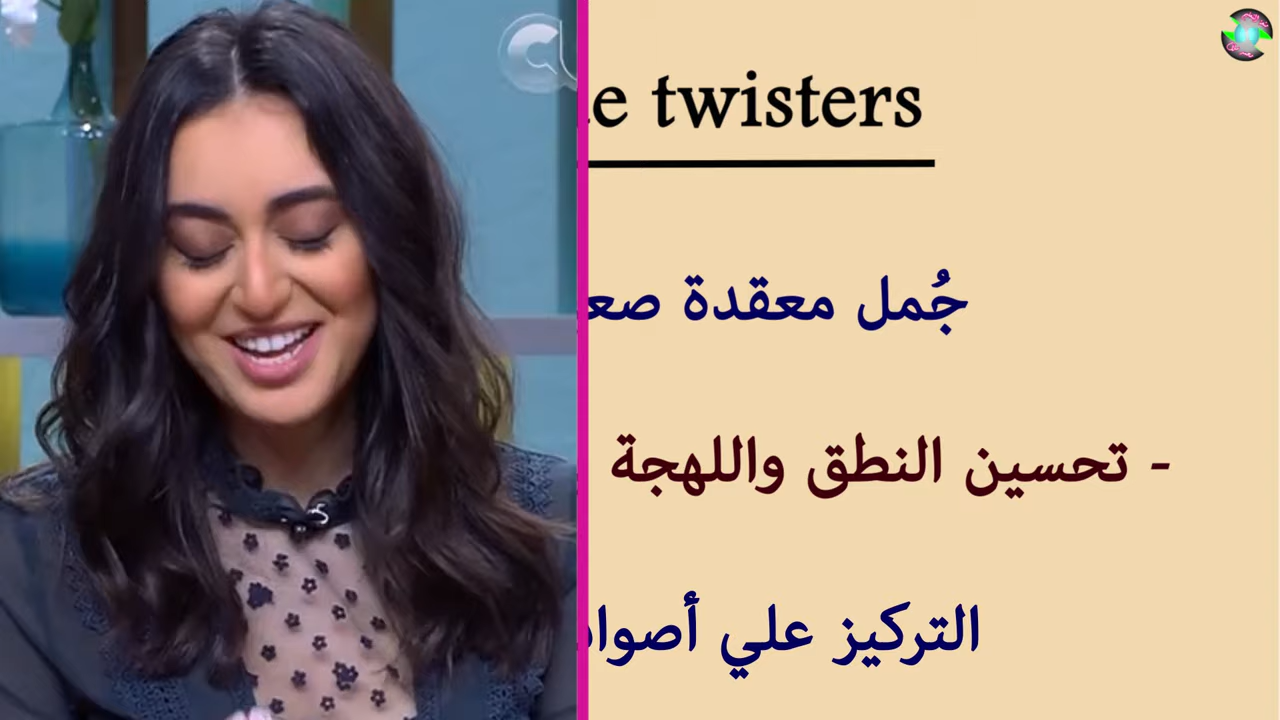 twisters
جُمل معقدة
- تحسين النطق واللهجة
التركيز علي